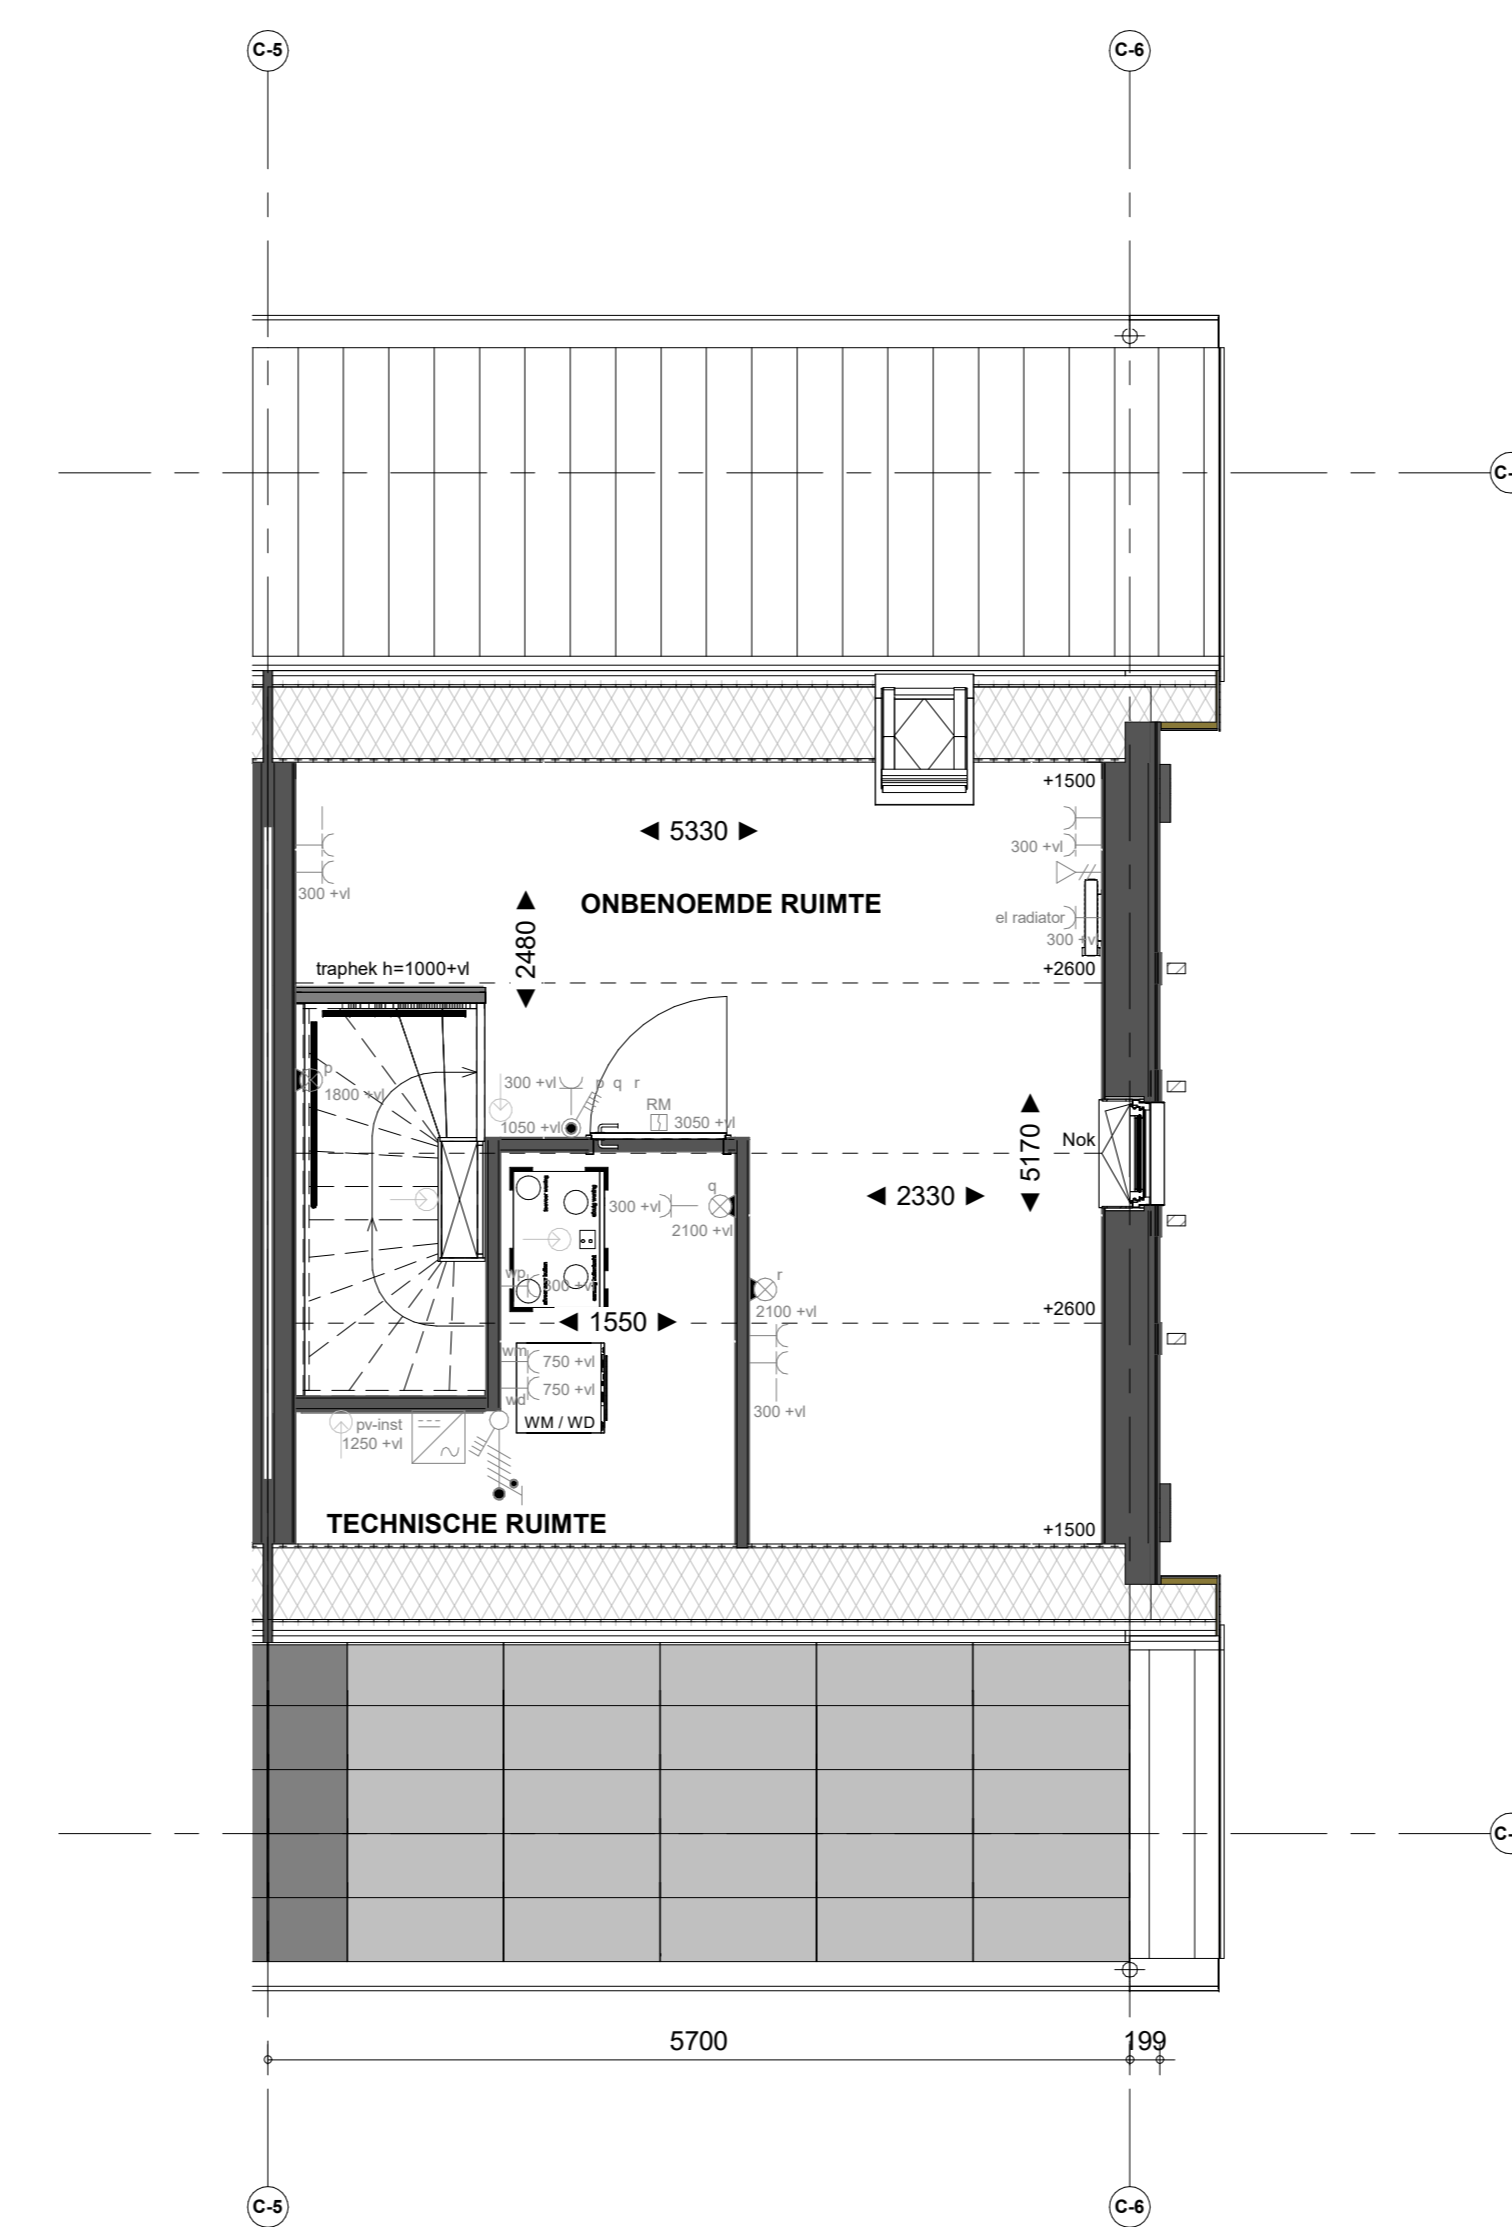 C-5
C-6
C-
+1500
5330
300 +vl
300 +vl
ONBENOEMDE RUIMTE
el radiator
300 +vl
2480
traphek h=1000+vl
+2600
p
1800 +vl
300 +vl
p q r
RM
1050 +vl
3050 +vl
Nok
5170
q
300 +vl
2330
2100 +vl
wp
300 +vl
r
2100 +vl
+2600
1550
wm
750 +vl
wd
750 +vl
300 +vl
WM / WD
pv-inst
1250 +vl
TECHNISCHE RUIMTE
+1500
C-
5700
199
C-5
C-6